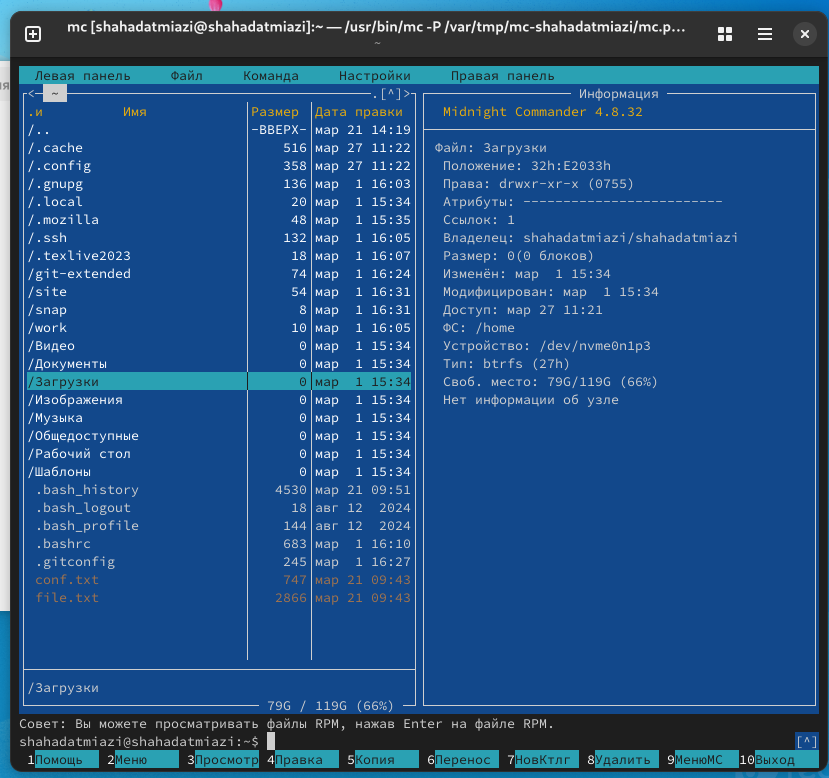 mc [shahadatmiazi@shahadatmiazi]:~ — /usr/bin/mc -P /var/tmp/mc-shahadatmiazi/mc.p…
~
Левая панель Файл Команда Настройки Правая панель
<─ ~ .[^]>
.и Имя Размер Дата правки
/.. -ВВЕРХ- мар 21 14:19
/.cache 516 мар 27 11:22
/.config 358 мар 27 11:22
/.gnupg 136 мар 1 16:03
/.local 20 мар 1 15:34
/.mozilla 48 мар 1 15:35
/.ssh 132 мар 1 16:05
/.texlive2023 18 мар 1 16:07
/git-extended 74 мар 1 16:24
/site 54 мар 1 16:31
/snap 8 мар 1 16:31
/work 10 мар 1 16:05
/Видео 0 мар 1 15:34
/Документы 0 мар 1 15:34
/Загрузки 0 мар 1 15:34
/Изображения 0 мар 1 15:34
/Музыка 0 мар 1 15:34
/Общедоступные 0 мар 1 15:34
/Рабочий стол 0 мар 1 15:34
/Шаблоны 0 мар 1 15:34
.bash_history 4530 мар 21 09:51
.bash_logout 18 авг 12 2024
.bash_profile 144 авг 12 2024
.bashrc 683 мар 1 16:10
.gitconfig 245 мар 1 16:27
conf.txt 747 мар 21 09:43
file.txt 2866 мар 21 09:43
/Загрузки
79G / 119G (66%)
Информация
Midnight Commander 4.8.32
Файл: Загрузки
Положение: 32h:E2033h
Права: drwxr-xr-x (0755)
Атрибуты: -------------------------
Ссылок: 1
Владелец: shahadatmiazi/shahadatmiazi
Размер: 0(0 блоков)
Изменён: мар 1 15:34
Модифицирован: мар 1 15:34
Доступ: мар 27 11:21
ФС: /home
Устройство: /dev/nvme0n1p3
Тип: btrfs (27h)
Своб. место: 79G/119G (66%)
Нет информации об узле
Совет: Вы можете просматривать файлы RPM, нажав Enter на файле RPM.
shahadatmiazi@shahadatmiazi:~$ [^]
1Помощь 2Меню 3Просмотр 4Правка 5Копия 6Перенос 7НовКтлг 8Удалить 9МенюMC 10Выход